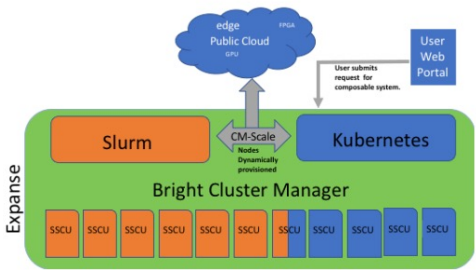 edge
FPGA
Public Cloud
GPU
User
Web
Portal
User submits
request for
composable system.
Slurm
CM-Scale
Nodes
Dynamically
provisioned
Kubernetes
Bright Cluster Manager
Expanse
SSCU
SSCU
SSCU
SSCU
SSCU
SSCU
SSCU
SSCU
SSCU
SSCU
SSCU